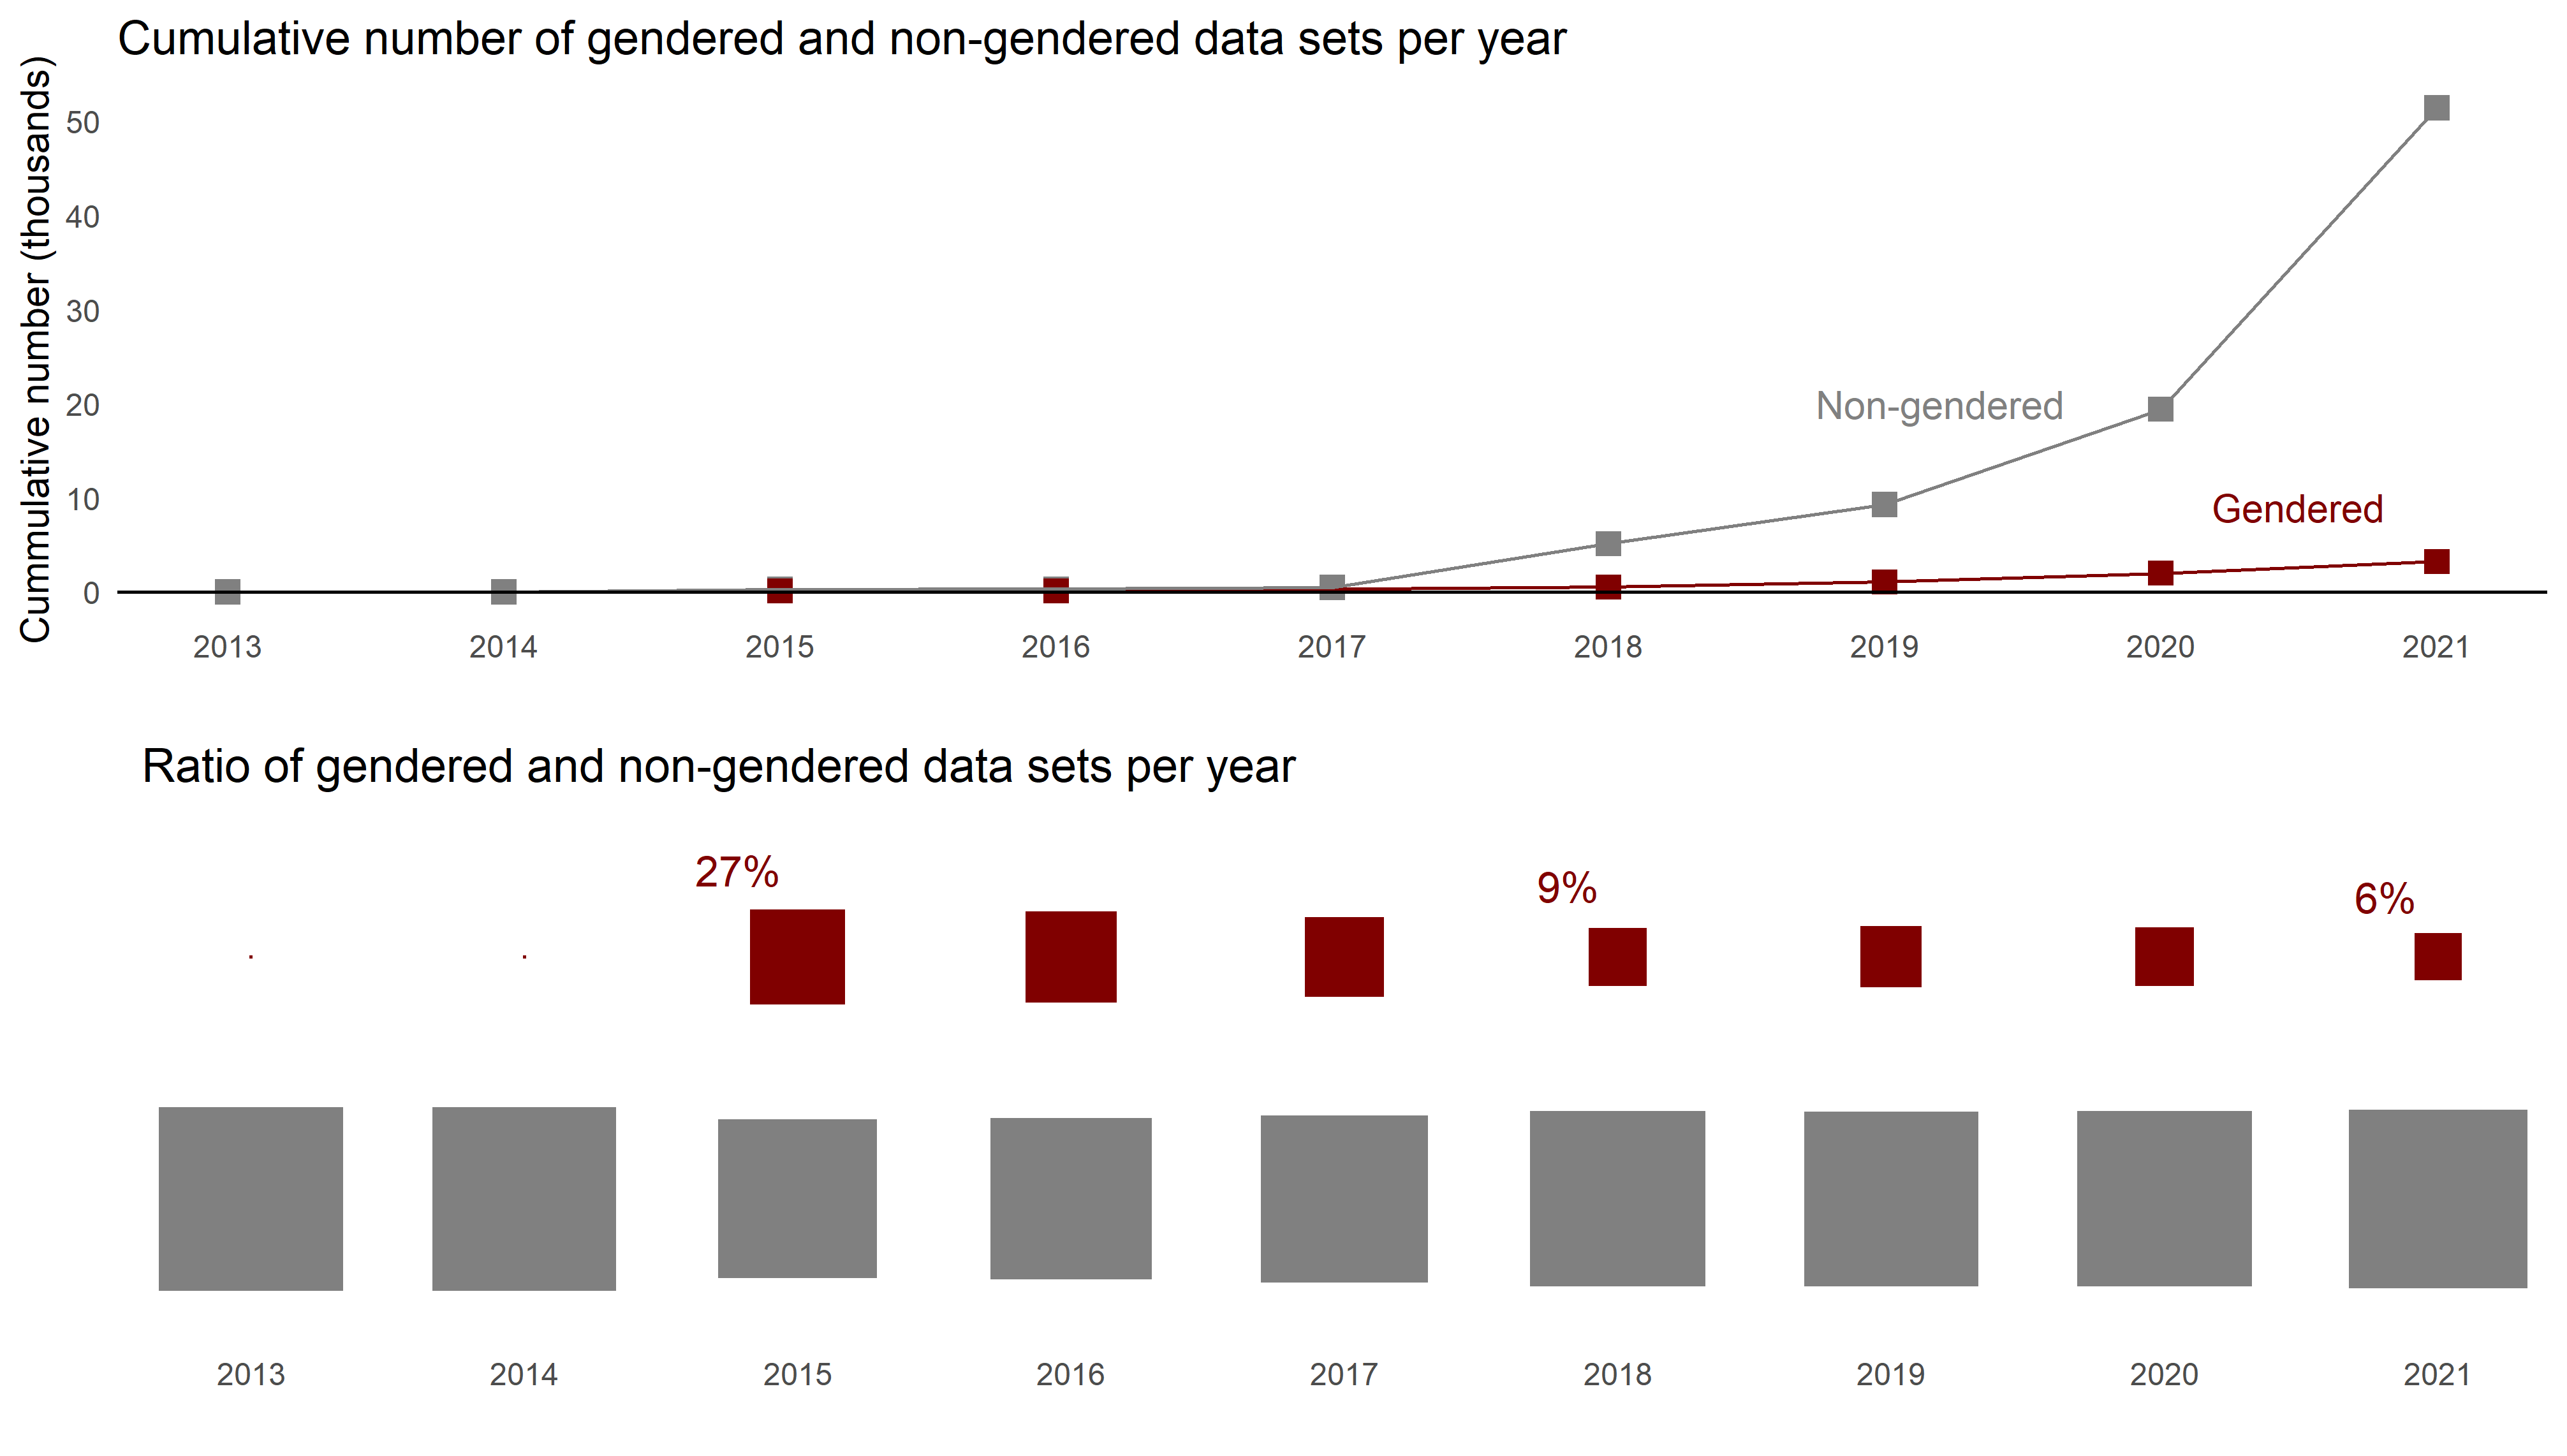 Cumulative number of gendered and non-gendered data sets per year
Cummulative number (thousands)
50
40
30
20
10
0
Non-gendered
Gendered
2013 2014 2015 2016 2017 2018 2019 2020 2021
Ratio of gendered and non-gendered data sets per year
27% 9% 6%
2013 2014 2015 2016 2017 2018 2019 2020 2021